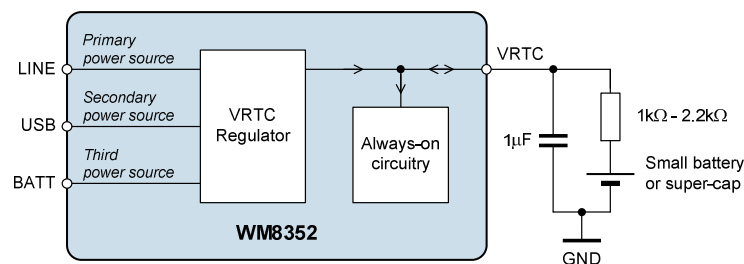 Primary
power source
LINE
Secondary
power source
USB
Third
power source
BATT
VRTC
Regulator
Always-on
circuitry
WM8352
VRTC
1µF
1kΩ - 2.2kΩ
Small battery
or super-cap
GND